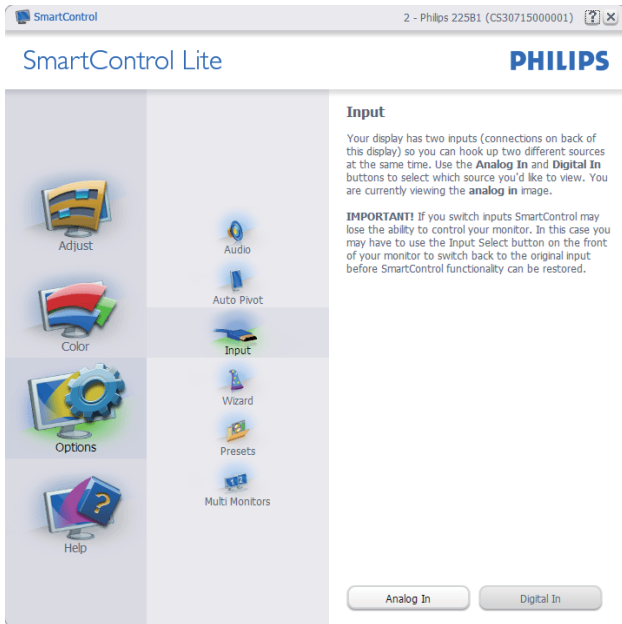 SmartControl
2 - Philips 225B1 (CS30715000001)
?
SmartControl Lite
PHILIPS
Adjust
Color
Options
Help
Audio
Auto Pivot
Input
Wizard
Presets
1 2
Multi Monitors
Input
Your display has two inputs (connections on back of
this display) so you can hook up two different sources
at the same time. Use the Analog In and Digital In
buttons to select which source you'd like to view. You
are currently viewing the analog in image.
IMPORTANT! If you switch inputs SmartControl may
lose the ability to control your monitor. In this case you
may have to use the Input Select button on the front
of your monitor to switch back to the original input
before SmartControl functionality can be restored.
Analog In
Digital In